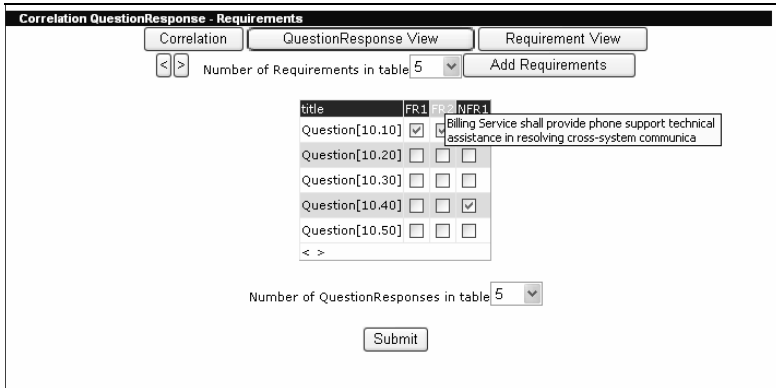 Correlation QuestionResponse - Requirements
Correlation QuestionResponse View Requirement View
< > Number of Requirements in table 5 Add Requirements
title FR1 FR2 NFR1
Billing Service shall provide phone support technical
assistance in resolving cross-system communica
Question[10.10]
Question[10.20]
Question[10.30]
Question[10.40]
Question[10.50]
< >
Number of QuestionResponses in table 5
Submit